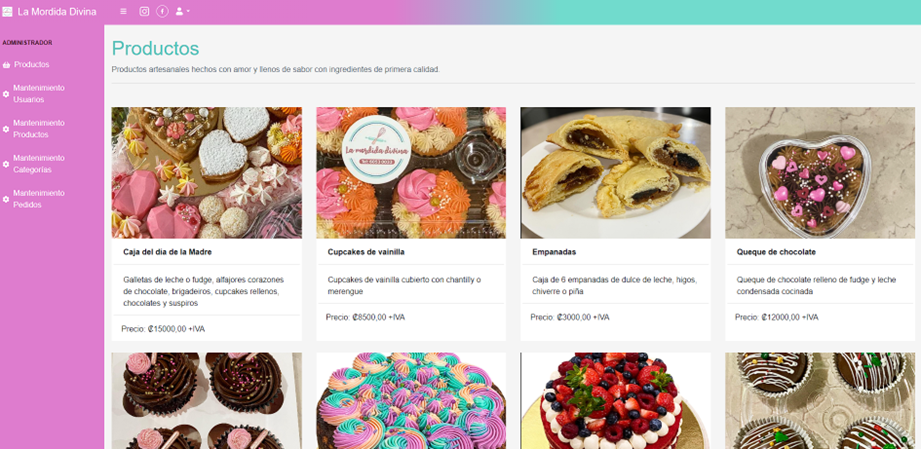 La Mordida Divina
ADMINISTRADOR
Productos
Mantenimiento
Usuarios
Mantenimiento
Productos
Mantenimiento
Categorías
Mantenimiento
Pedidos
Productos
Productos artesanales hechos con amor y llenos de sabor con ingredientes de primera calidad.
La mordida divina
Caja del dia de la Madre
Galletas de leche o fudge, alfajores corazones
de chocolate, brigadeiros, cupcakes rellenos,
chocolates y suspiros
Precio: ₡15000,00 +IVA
Cupcakes de vainilla
Cupcakes de vainilla cubierto con chantilly o
merengue
Precio: ₡8500,00 +IVA
Empanadas
Caja de 6 empanadas de dulce de leche, higos,
chiverre o piña
Precio: ₡3000,00 +IVA
Queque de chocolate
Queque de chocolate relleno de fudge y leche
condensada cocinada
Precio: ₡12000,00 +IVA